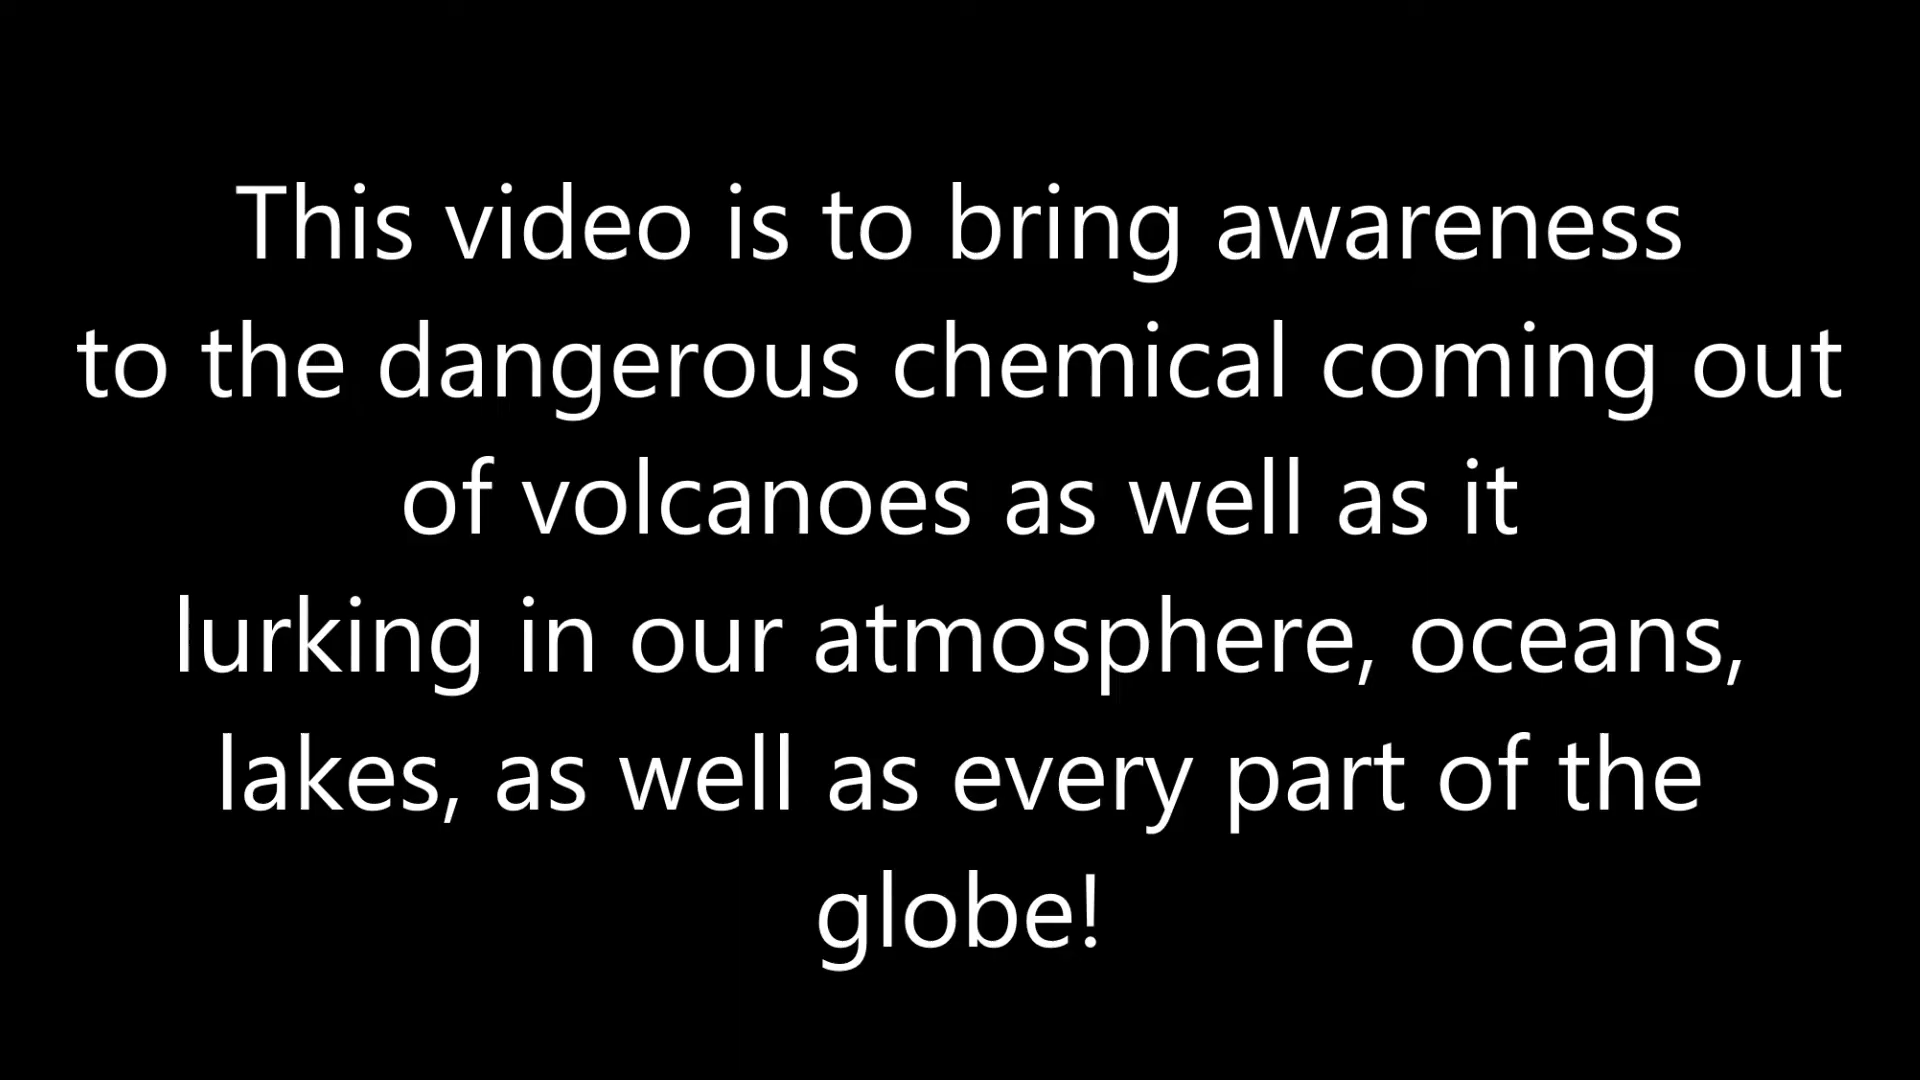 This video is to bring awareness
to the dangerous chemical coming out
of volcanoes as well as it
lurking in our atmosphere, oceans,
lakes, as well as every part of the
globe!